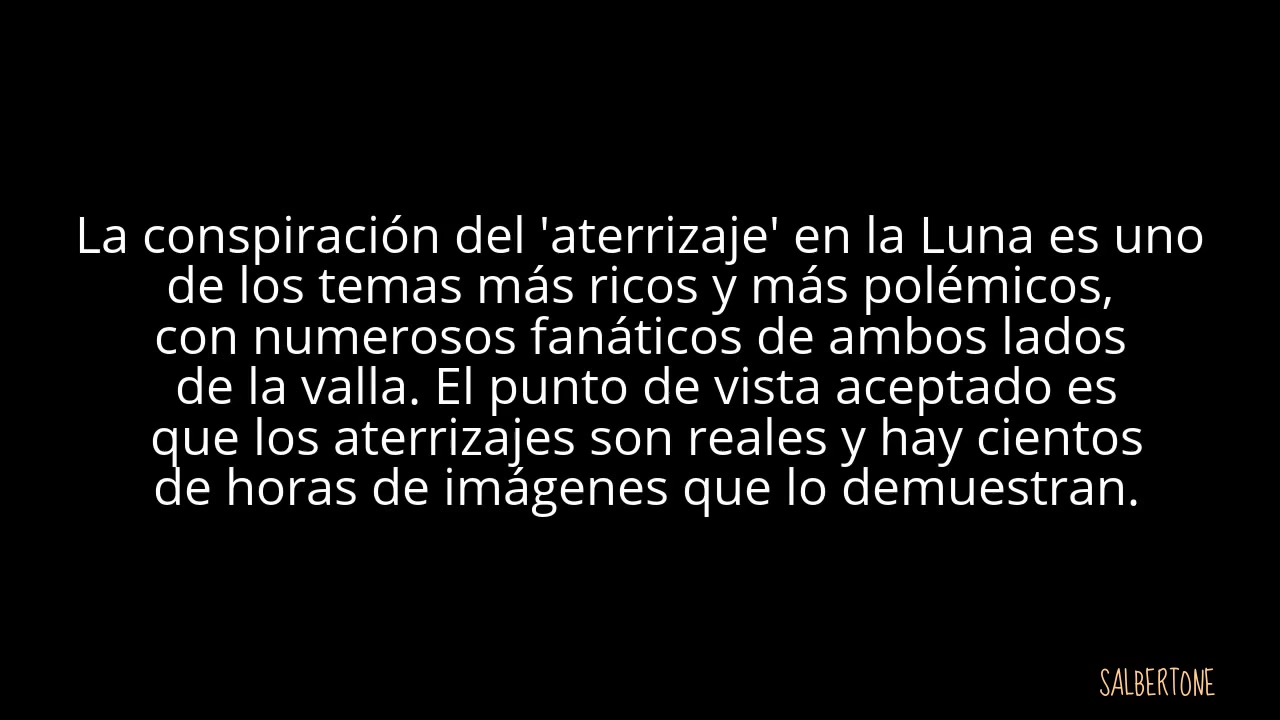 La conspiración del 'aterrizaje' en la Luna es uno
de los temas más ricos y más polémicos,
con numerosos fanáticos de ambos lados
de la valla. El punto de vista aceptado es
que los aterrizajes son reales y hay cientos
de horas de imágenes que lo demuestran.
SALBERTONE